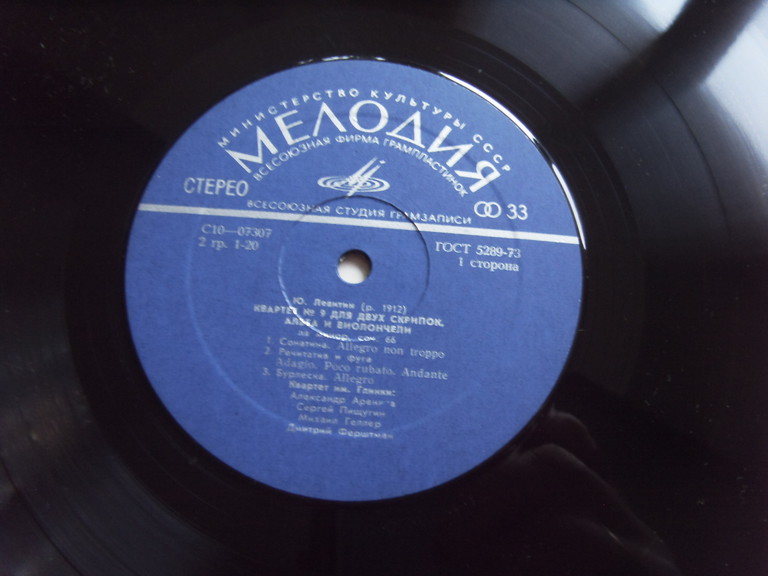 МИНИСТЕРСТВО КУЛЬТУРЫ СССР
МЕЛОДИЯ
ВСЕСОЮЗНАЯ ФИРМА ГРАМПЛАСТИНОК
СТЕРЕО
33
ВСЕСОЮЗНАЯ СТУДИЯ ГРАМЗАПИСИ
С10—07307
ГОСТ 5289-73
2 гр. 1-20
1 сторона
Ю. Левитин (р. 1912)
КВАРТЕТ № 9 ДЛЯ ДВУХ СКРИПОК,
АЛЬТА И ВИОЛОНЧЕЛИ
ля соч. 66
1. Сонатина. Allegro non troppo
2. Речитатив и фуга
Adagio. Poco rubato. Andante
3. Бурлеска. Allegro
Квартет им. Глинки:
Александр
Сергей Пищугин
Михаил Геллер
Дмитрий Ферштман